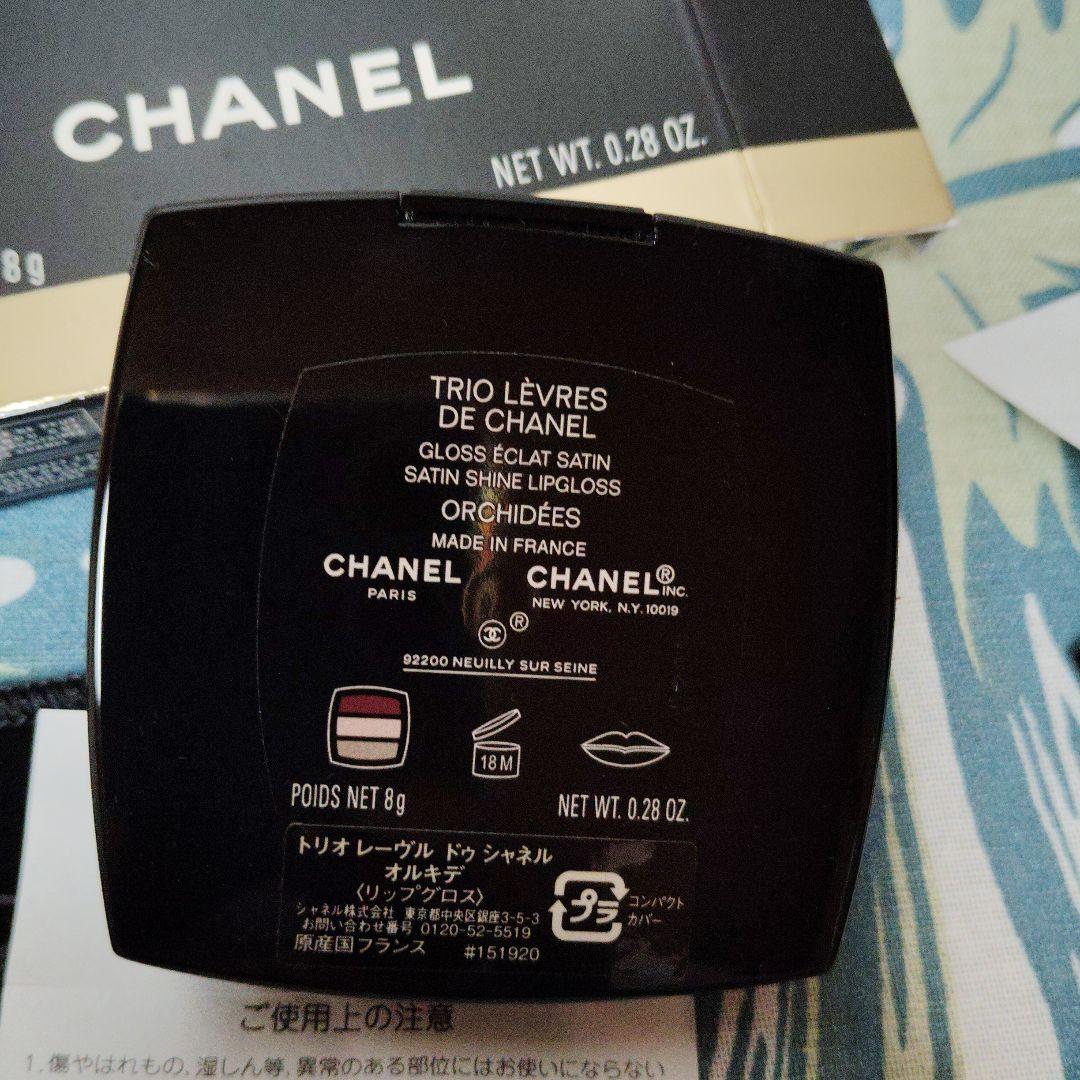 CHANEL
NET WT. 0.28 OZ.
8g
TRIO LÈVRES
DE CHANEL
GLOSS ÉCLAT SATIN
SATIN SHINE LIPGLOSS
ORCHIDÉES
MADE IN FRANCE
CHANEL
PARIS
CHANEL® INC.
NEW YORK, N.Y. 10019
®
92200 NEUILLY SUR SEINE
18M
POIDS NET 8g
NET WT. 0.28 OZ.
トリオ レーヴル ドゥ シャネル
オルキデ
〈リップグロス〉
シャネル株式会社 東京都中央区銀座3-5-3
お問い合わせ番号 0120-52-5519
原産国フランス #151920
プラ
コンパクト
カバー
ご使用上の注意
1.傷やはれもの、湿しん等、異常のある部位にはお使いにならない